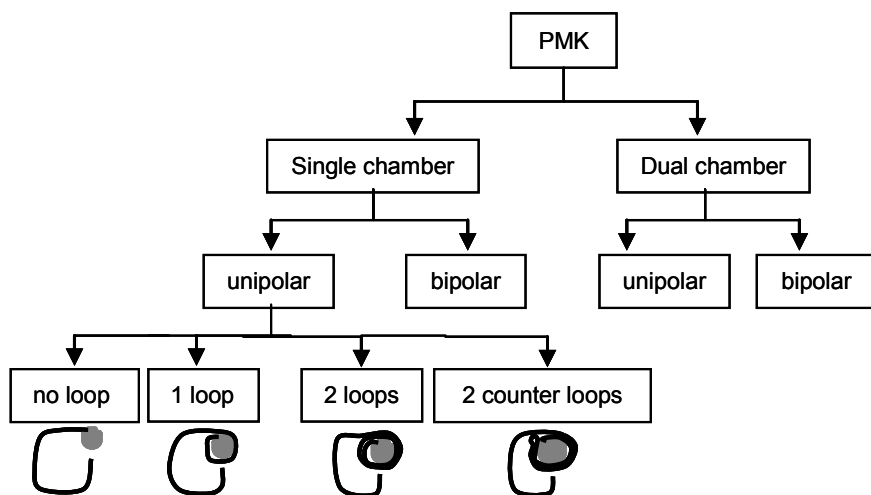 PMK
Single chamber
Dual chamber
unipolar
bipolar
unipolar
bipolar
no loop
1 loop
2 loops
2 counter loops